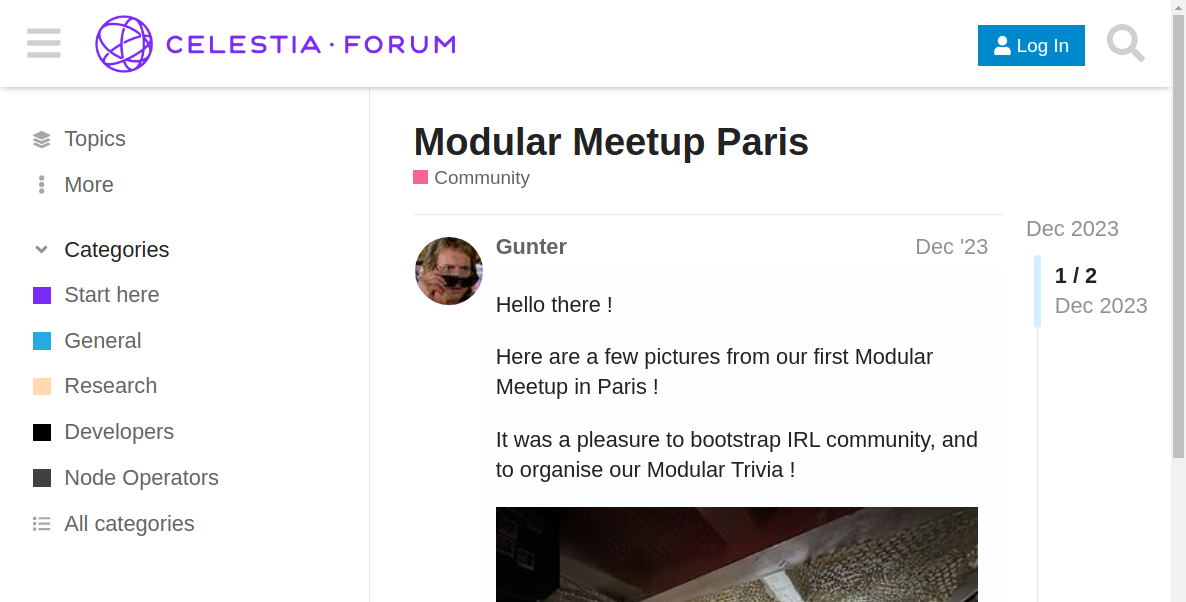 CELESTIA · FORUM
Log In
Topics
More
Categories
Start here
General
Research
Developers
Node Operators
All categories
Modular Meetup Paris
Community
Gunter
Dec '23
Hello there !
Here are a few pictures from our first Modular
Meetup in Paris !
It was a pleasure to bootstrap IRL community, and
to organise our Modular Trivia !
Dec 2023
1 / 2
Dec 2023